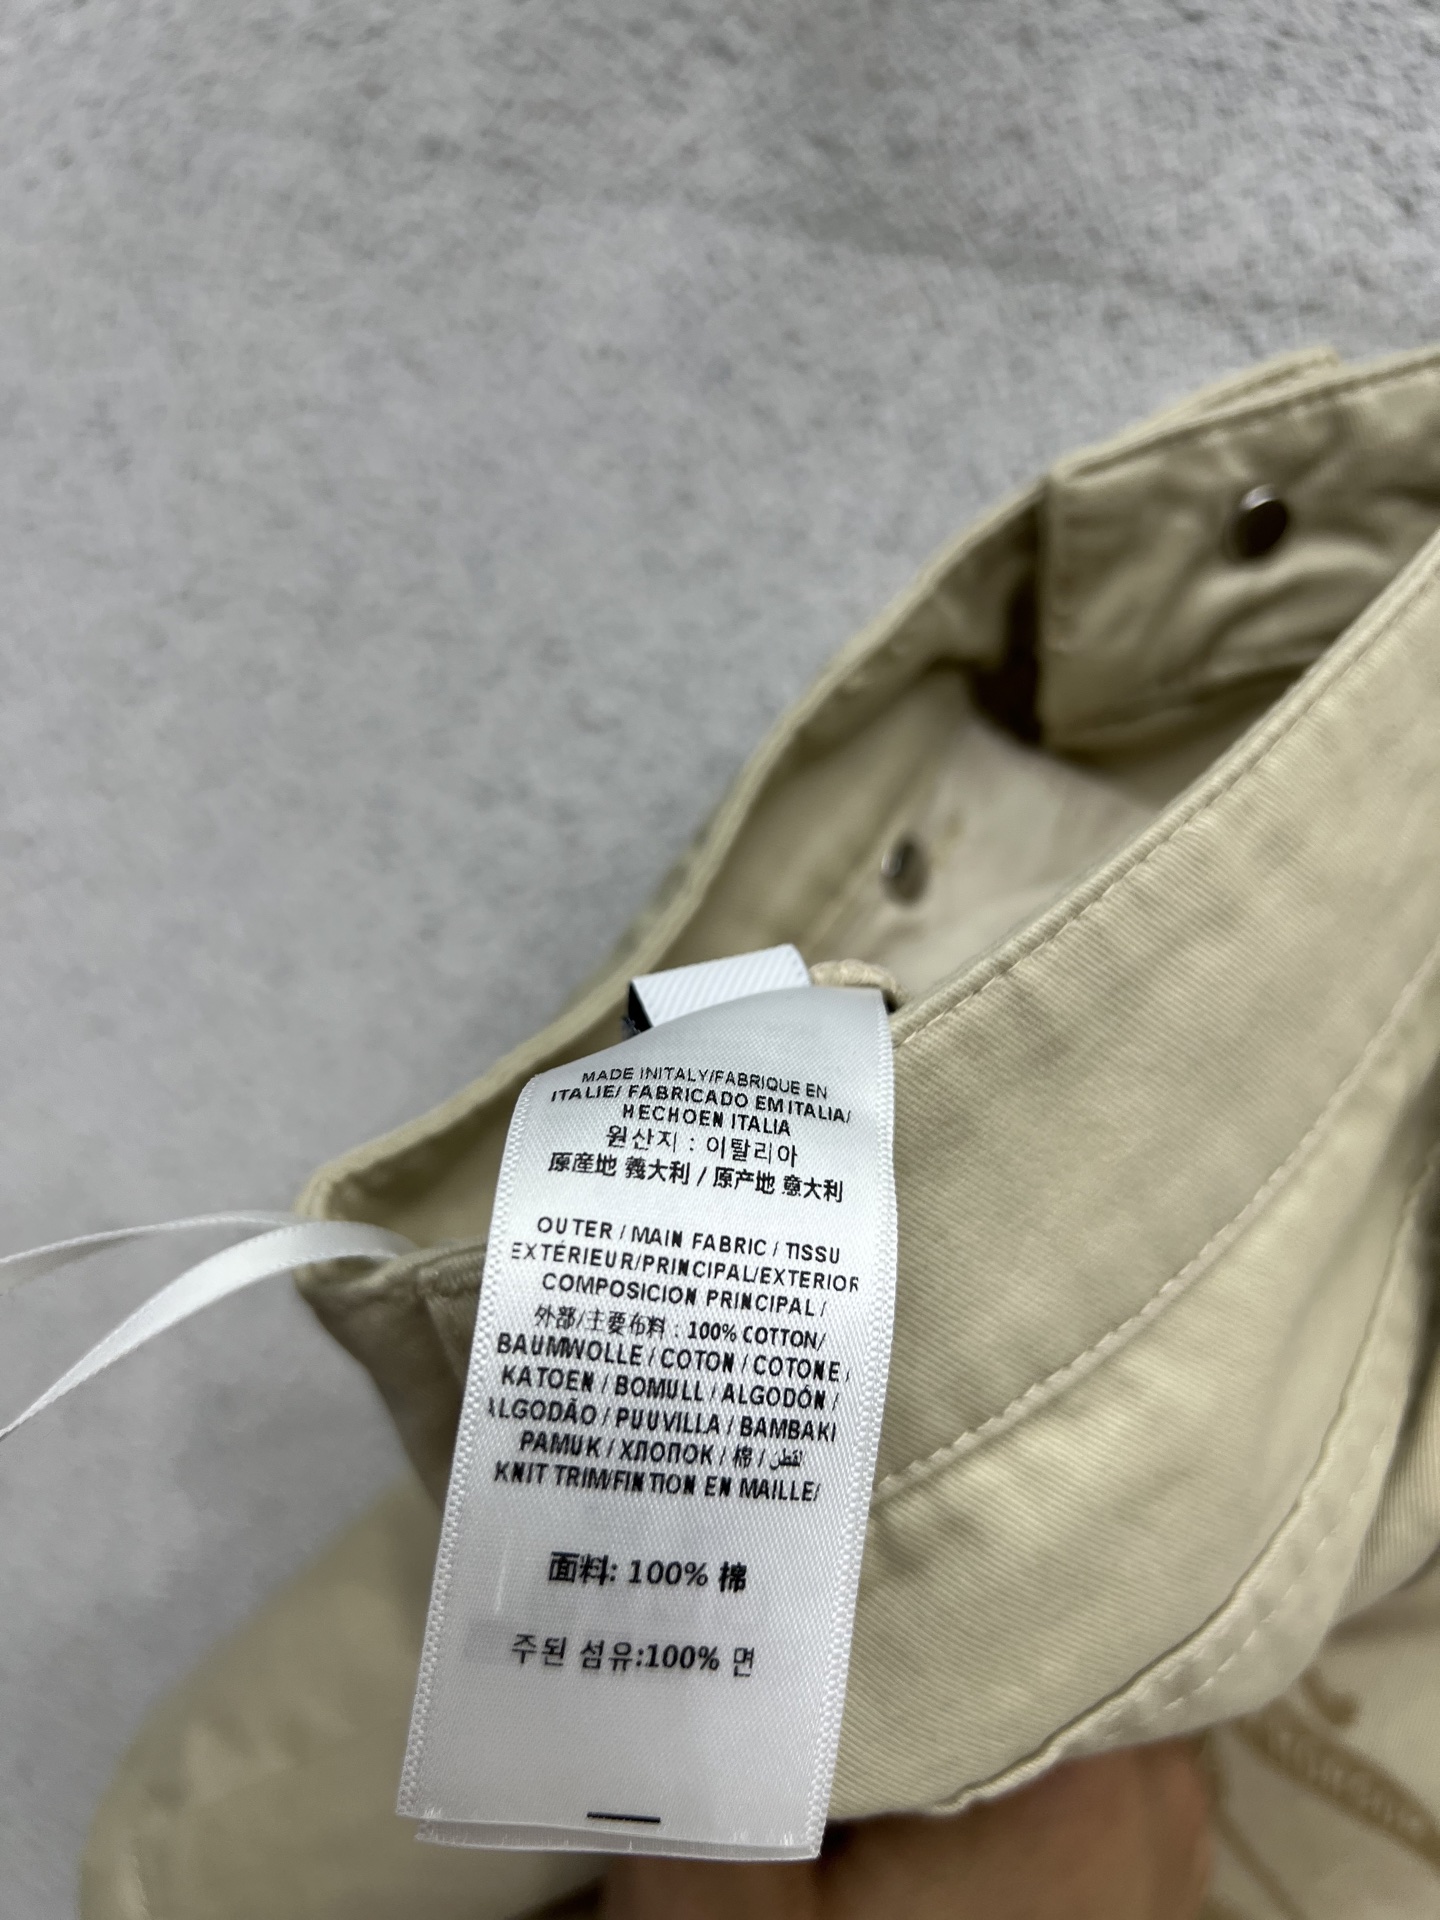 MADE INITALY/FABRIQUE EN
ITALIE/ FABRICADO EM ITALIA/
HECHOEN ITALIA
원산지 : 이탈리아
原産地 義大利 / 原产地 意大利
OUTER / MAIN FABRIC / TISSU
EXTÉRIEUR/PRINCIPAL/EXTERIOR
COMPOSICION PRINCIPAL /
外部/主要布料 : 100% COTTON/
BAUMWOLLE / COTON / COTONE /
KATOEN / BOMULL / ALGODÓN /
ALGODÃO / PUUVILLA / BAMBAKI
PAMUK / ХЛОПОК / 棉 / لقطن
KNIT TRIM/FINTION EN MAILLE/
面料: 100% 棉
주된 섬유:100% 면